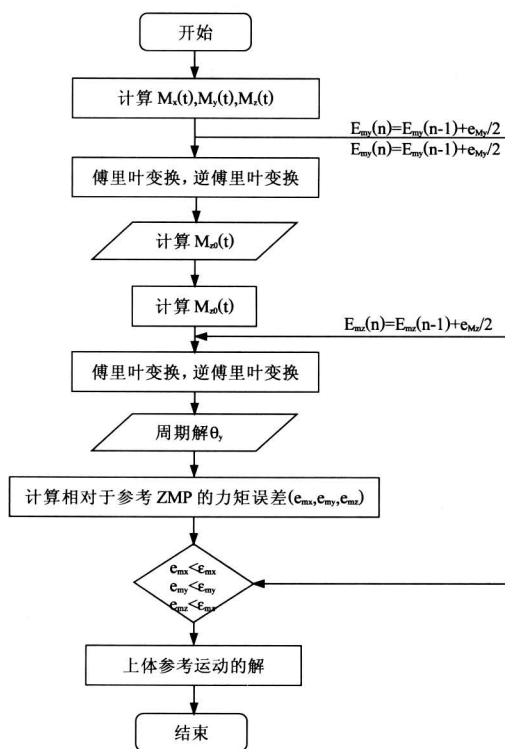 开始
计算 Mx(t),My(t),Mz(t)
Emy(n)=Emy(n-1)+eMy/2
Emy(n)=Emy(n-1)+eMy/2
傅里叶变换,逆傅里叶变换
计算 Mz0(t)
计算 Mz0(t)
Emz(n)=Emz(n-1)+eMz/2
傅里叶变换,逆傅里叶变换
周期解θy
计算相对于参考 ZMP 的力矩误差(emx,emy,emz)
emx<εmx
emy<εmy
emz<εmz
上体参考运动的解
结束